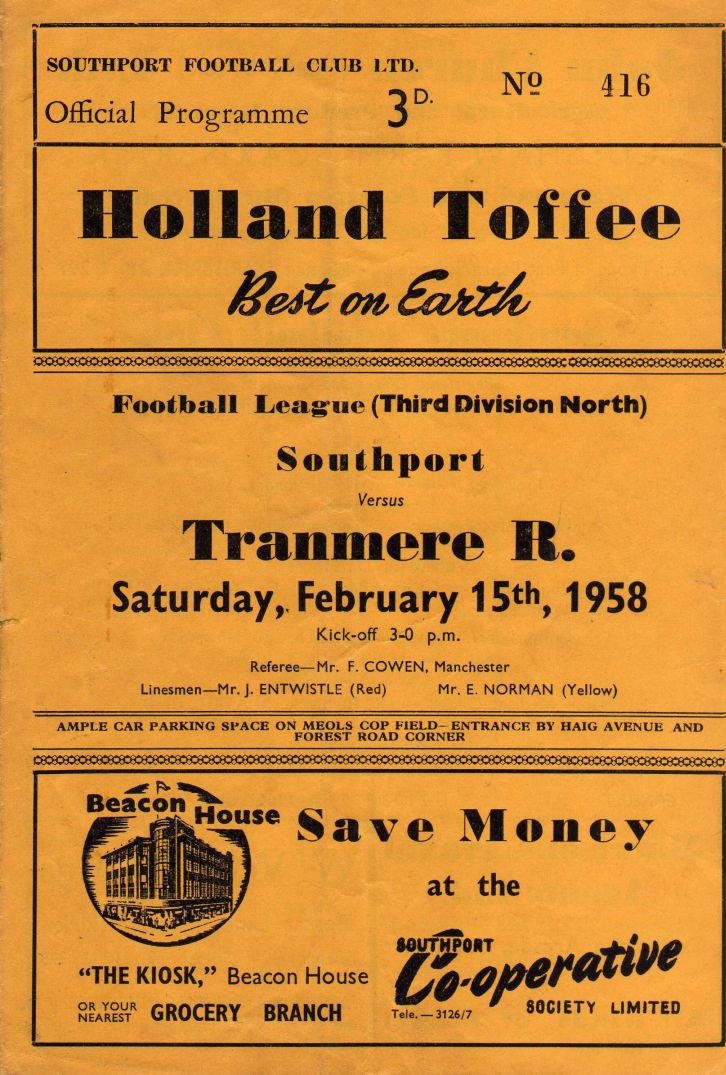 SOUTHPORT FOOTBALL CLUB LTD.
Official Programme 3D. Nº 416
Holland Toffee
Best on Earth
Football League (Third Division North)
Southport
Versus
Tranmere R.
Saturday, February 15th, 1958
Kick-off 3-0 p.m.
Referee—Mr. F. COWEN, Manchester
Linesmen—Mr. J. ENTWISTLE (Red) Mr. E. NORMAN (Yellow)
AMPLE CAR PARKING SPACE ON MEOLS COP FIELD— ENTRANCE BY HAIG AVENUE AND
FOREST ROAD CORNER
Beacon House
Save Money
at the
SOUTHPORT
Co-operative
SOCIETY LIMITED
Tele. — 3126/7
"THE KIOSK," Beacon House
OR YOUR
NEAREST GROCERY BRANCH